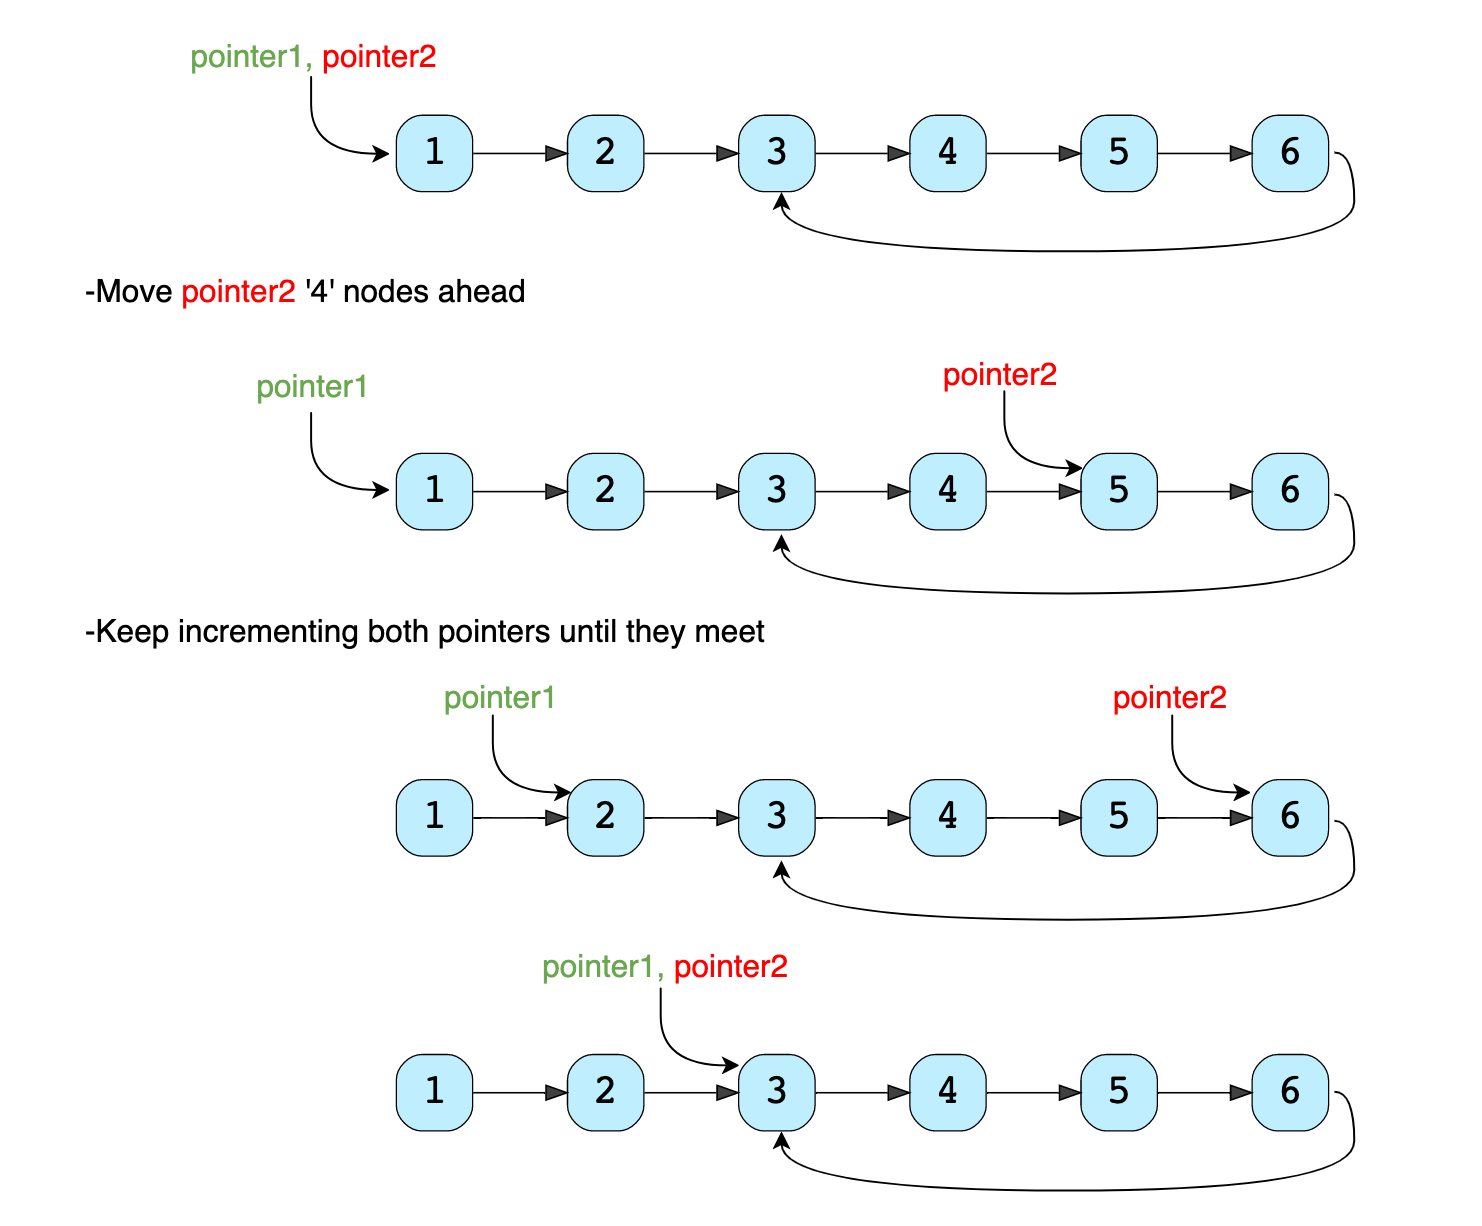 pointer1, pointer2
1 2 3 4 5 6
-Move pointer2 '4' nodes ahead
pointer1 pointer2
1 2 3 4 5 6
-Keep incrementing both pointers until they meet
pointer1 pointer2
1 2 3 4 5 6
pointer1, pointer2
1 2 3 4 5 6